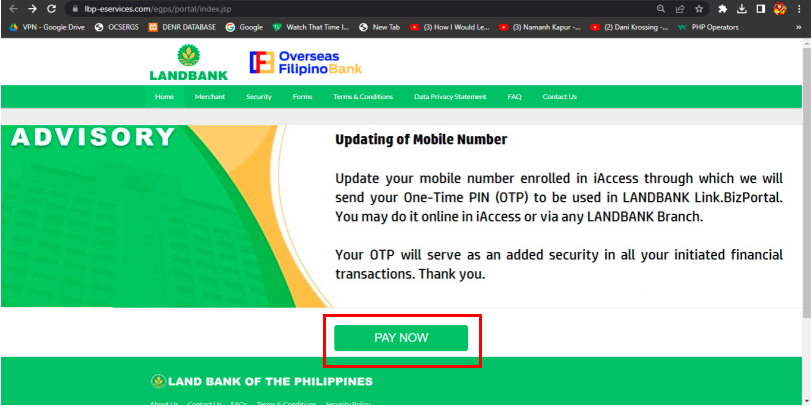 lbp-eservices.com/egps/portal/index.jsp
VPN - Google Drive OCSERGS DENR DATABASE Google Watch That Time I... New Tab (3) How I Would Le... (3) Namanh Kapur -... (2) Dani Krossing -... PHP Operators »
LANDBANK
Overseas
FilipinoBank
Home Merchant Security Forms Terms & Conditions Data Privacy Statement FAQ Contact Us
ADVISORY
Updating of Mobile Number
Update your mobile number enrolled in iAccess through which we will
send your One-Time PIN (OTP) to be used in LANDBANK Link.BizPortal.
You may do it online in iAccess or via any LANDBANK Branch.
Your OTP will serve as an added security in all your initiated financial
transactions. Thank you.
PAY NOW
LAND BANK OF THE PHILIPPINES
About Us Contact Us FAQs Terms & Conditions Security Policy